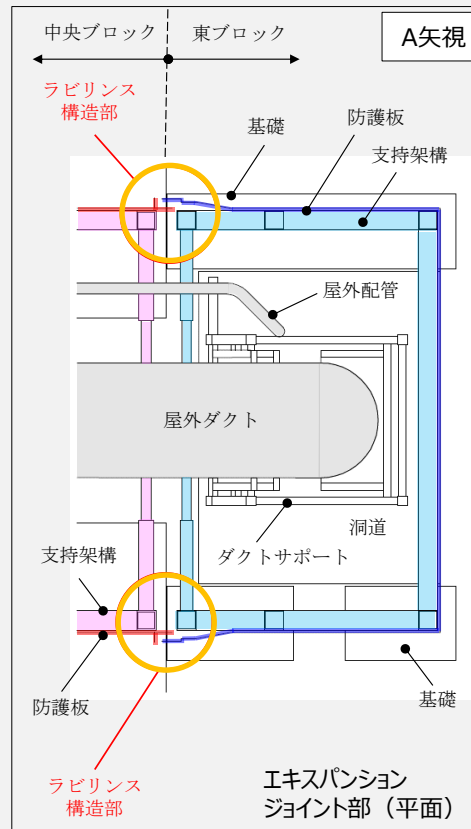 中央ブロック
東ブロック
A矢視
ラビリンス
構造部
基礎
防護板
支持架構
屋外配管
屋外ダクト
洞道
ダクトサポート
支持架構
防護板
基礎
ラビリンス
構造部
エキスパンション
ジョイント部（平面）